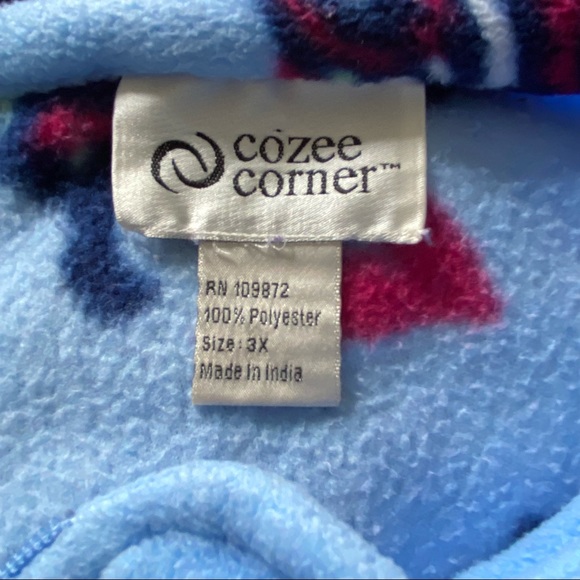 cozee
corner™
RN 109872
100% Polyester
Size: 3X
Made In India